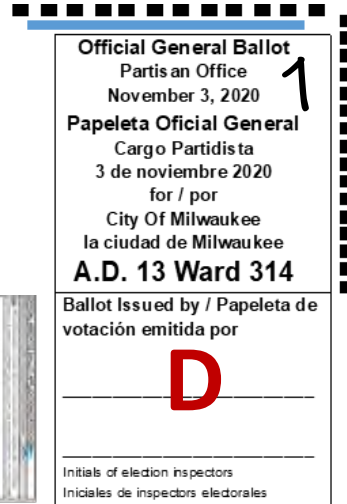 Official General Ballot
Partisan Office
1
November 3, 2020
Papeleta Oficial General
Cargo Partidista
3 de noviembre 2020
for / por
City Of Milwaukee
la ciudad de Milwaukee
A.D. 13 Ward 314
Ballot Issued by / Papeleta de
votación emitida por
D
Initials of election inspectors
Iniciales de inspectors electorales